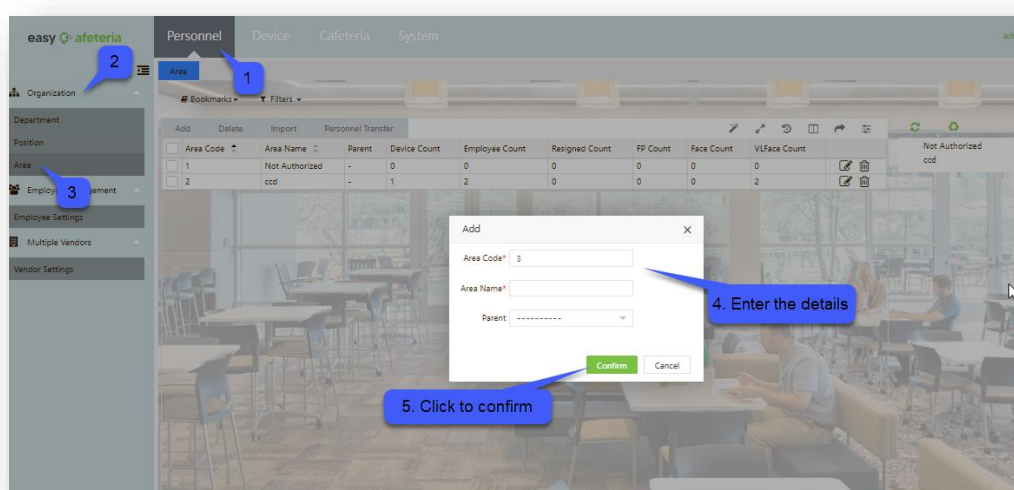 easy Cafeteria
Personnel Device Cafeteria System
2
1
Area
Organization
Bookmarks Filters
Department
Position
Area
3
Employee Settings
Multiple Vendors
Vendor Settings
Add Delete Import Personnel Transfer
Area Code Area Name Parent Device Count Employee Count Resigned Count FP Count Face Count VLFace Count
1 Not Authorized - 0 0 0 0 0 0
2 ccd - 1 2 0 0 0 2
Not Authorized
ccd
Add
Area Code* 3
Area Name*
Parent ----------
Confirm Cancel
4. Enter the details
5. Click to confirm